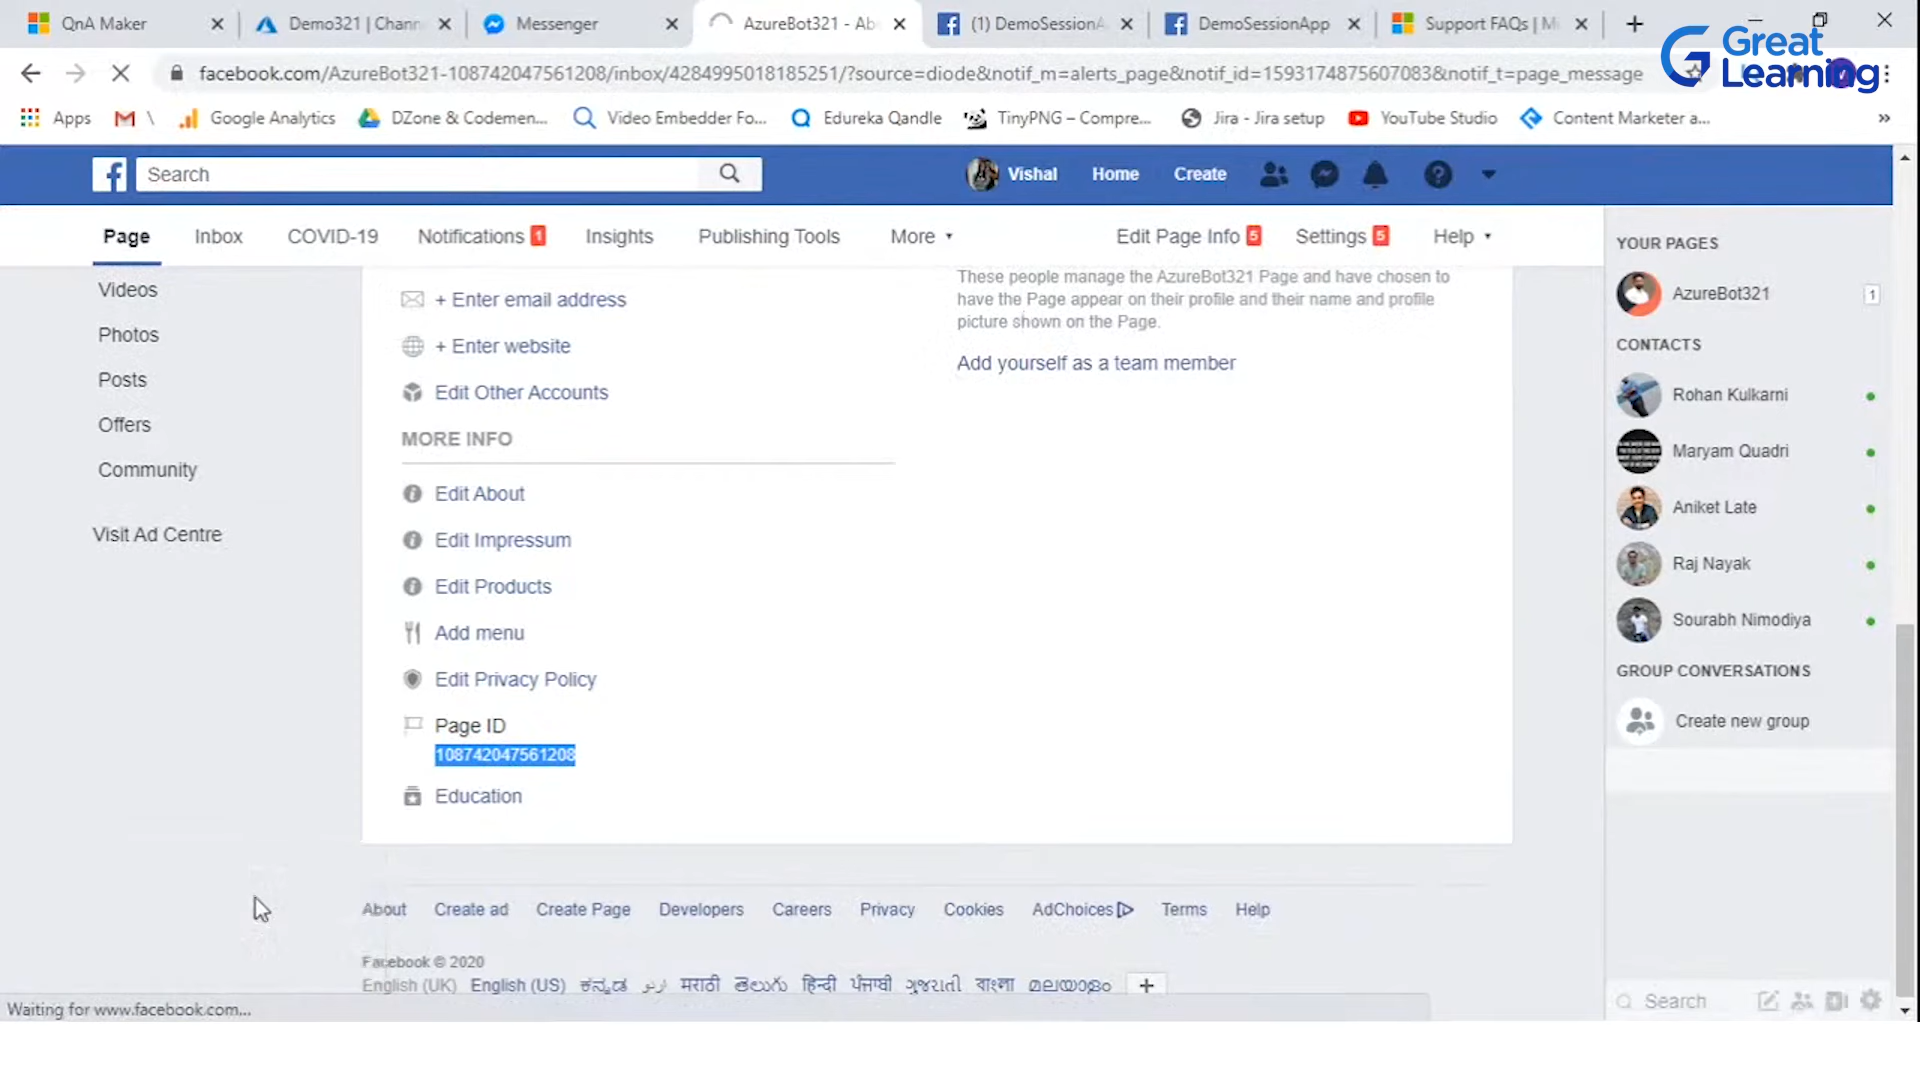 QnA Maker
Demo321 | Chann
Messenger
AzureBot321 - Ab
(1) DemoSessionA
DemoSessionApp
Support FAQs | M
Great Learning
facebook.com/AzureBot321-108742047561208/inbox/4284995018185251/?source=diode&notif_m=alerts_page&notif_id=1593174875607083&notif_t=page_message
Apps
Google Analytics
DZone & Codemen...
Video Embedder Fo...
Edureka Qandle
TinyPNG – Compre...
Jira - Jira setup
YouTube Studio
Content Marketer a...
Search
Vishal
Home
Create
Page
Inbox
COVID-19
Notifications 1
Insights
Publishing Tools
More
Edit Page Info 5
Settings 5
Help
Videos
Photos
Posts
Offers
Community
Visit Ad Centre
+ Enter email address
+ Enter website
Edit Other Accounts
MORE INFO
Edit About
Edit Impressum
Edit Products
Add menu
Edit Privacy Policy
Page ID
108742047561208
Education
These people manage the AzureBot321 Page and have chosen to
have the Page appear on their profile and their name and profile
picture shown on the Page.
Add yourself as a team member
YOUR PAGES
AzureBot321 1
CONTACTS
Rohan Kulkarni
Maryam Quadri
Aniket Late
Raj Nayak
Sourabh Nimodiya
GROUP CONVERSATIONS
Create new group
Search
About
Create ad
Create Page
Developers
Careers
Privacy
Cookies
AdChoices
Terms
Help
Facebook © 2020
English (UK) English (US) ಕನ್ನಡ اردو मराठी తెలుగు हिन्दी ਪੰਜਾਬੀ ગુજરાતી বাংলা മലയാളം +
Waiting for www.facebook.com...